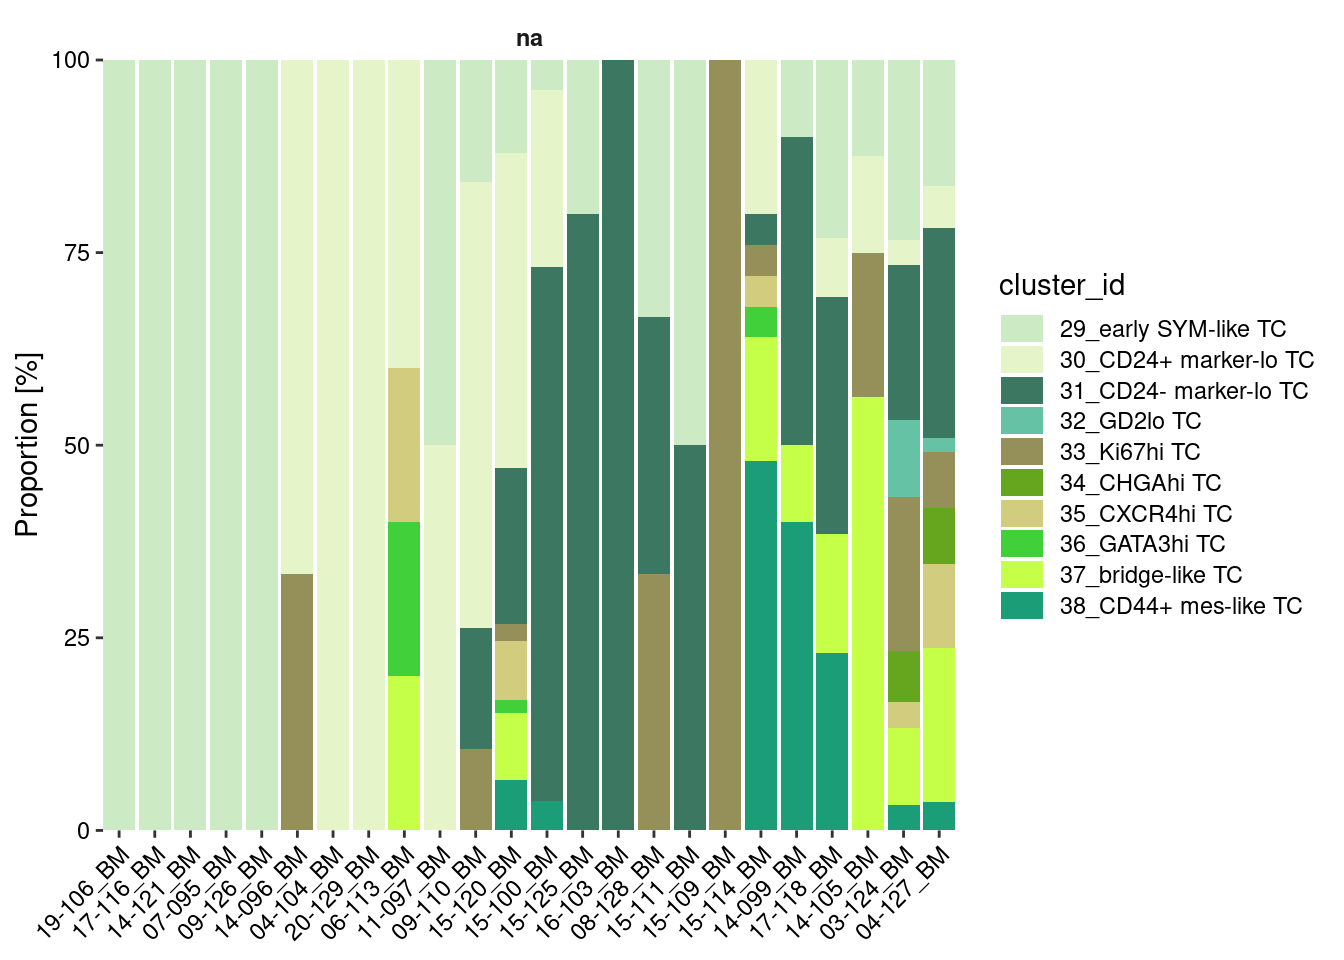 na
100
75
50
25
0
Proportion [%]
19-106_BM
17-116_BM
14-121_BM
07-095_BM
09-126_BM
14-096_BM
04-104_BM
20-129_BM
06-113_BM
11-097_BM
09-110_BM
15-120_BM
15-100_BM
15-125_BM
16-103_BM
08-128_BM
15-111_BM
15-109_BM
15-114_BM
14-099_BM
17-118_BM
14-105_BM
03-124_BM
04-127_BM
cluster_id
29_early SYM-like TC
30_CD24+ marker-lo TC
31_CD24- marker-lo TC
32_GD2lo TC
33_Ki67hi TC
34_CHGAhi TC
35_CXCR4hi TC
36_GATA3hi TC
37_bridge-like TC
38_CD44+ mes-like TC